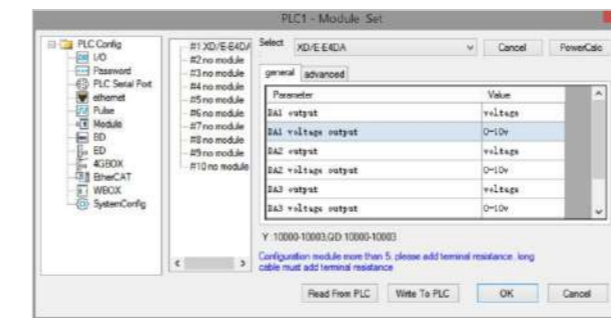 PLC1 - Module Set
PLC Config
I/O
Password
PLC Serial Port
ethernet
Pulse
Module
BD
ED
4GBOX
EtherCAT
WBOX
SystemConfig
#1 XD/E-E4DA
#2 no module
#3 no module
#4 no module
#5 no module
#6 no module
#7 no module
#8 no module
#9 no module
#10 no module
Select XD/E-E4DA Cancel PowerCalc
general advanced
Parameter Value
DA1 output voltage
DA1 voltage output 0-10v
DA2 output voltage
DA2 voltage output 0-10v
DA3 output voltage
DA3 voltage output 0-10v
Y :10000-10003;QD:10000-10003
Configuration module more than 5, please add terminal resistance, long
cable must add terminal resistance
Read From PLC Write To PLC OK Cancel